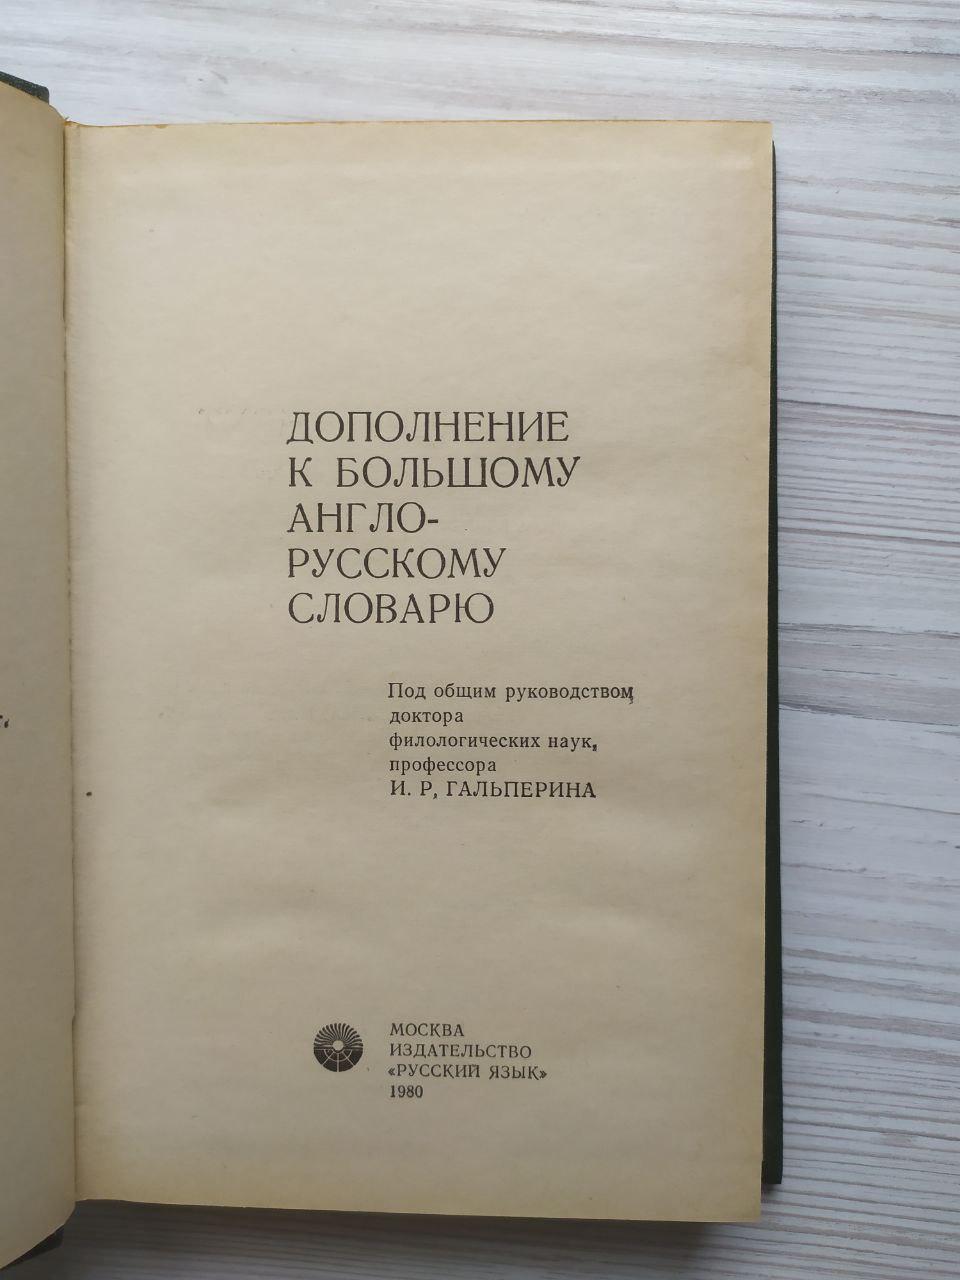 ДОПОЛНЕНИЕ
К БОЛЬШОМУ
АНГЛО-
РУССКОМУ
СЛОВАРЮ
Под общим руководством
доктора
филологических наук,
профессора
И. Р. ГАЛЬПЕРИНА
МОСКВА
ИЗДАТЕЛЬСТВО
«РУССКИЙ ЯЗЫК»
1980